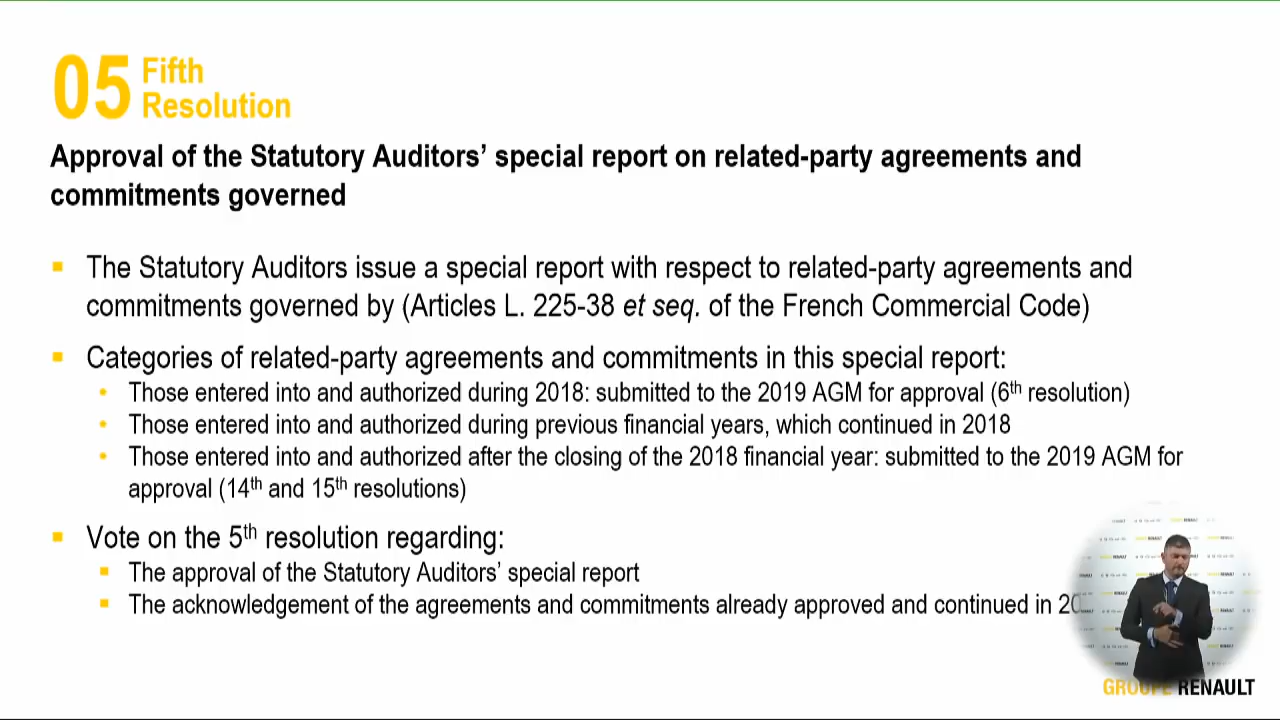 05 Fifth
Resolution
Approval of the Statutory Auditors’ special report on related-party agreements and
commitments governed
The Statutory Auditors issue a special report with respect to related-party agreements and
commitments governed by (Articles L. 225-38 et seq. of the French Commercial Code)
Categories of related-party agreements and commitments in this special report:
Those entered into and authorized during 2018: submitted to the 2019 AGM for approval (6th resolution)
Those entered into and authorized during previous financial years, which continued in 2018
Those entered into and authorized after the closing of the 2018 financial year: submitted to the 2019 AGM for
approval (14th and 15th resolutions)
Vote on the 5th resolution regarding:
The approval of the Statutory Auditors’ special report
The acknowledgement of the agreements and commitments already approved and continued in
GROUPE RENAULT